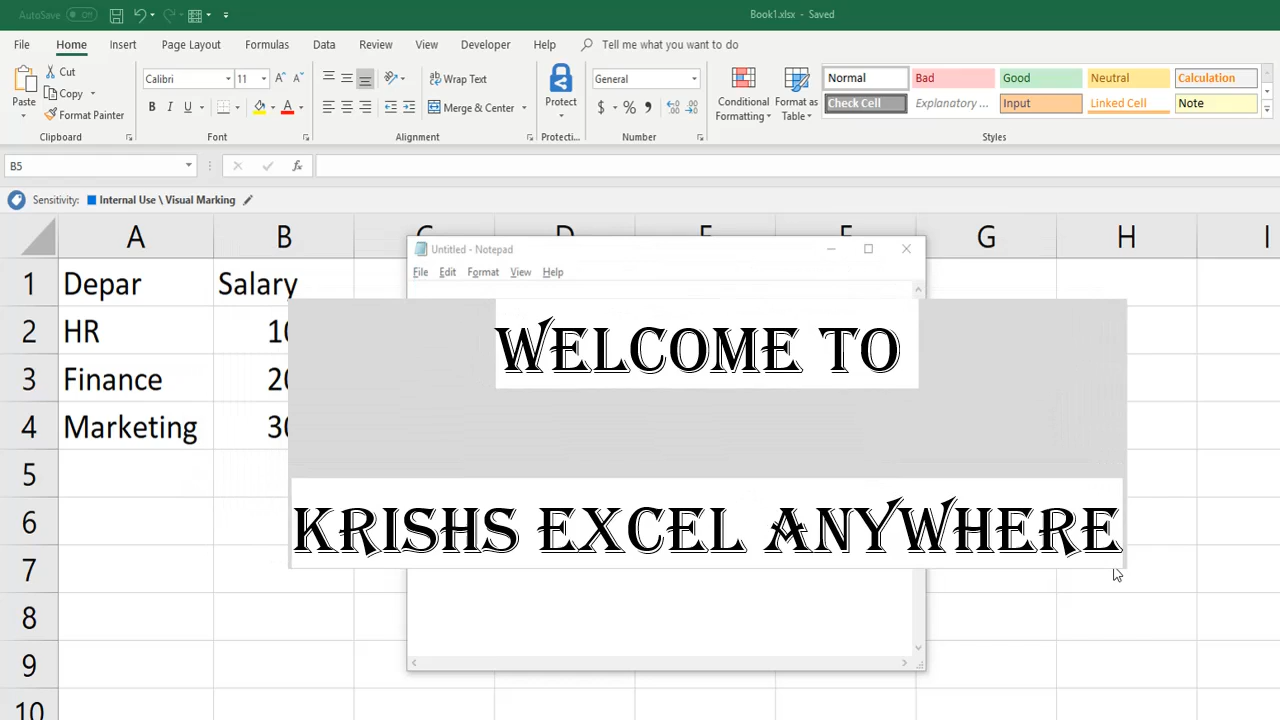 AutoSave Off Book1.xlsx - Saved
File Home Insert Page Layout Formulas Data Review View Developer Help Tell me what you want to do
Paste Cut Copy Format Painter Clipboard
Calibri 11 B I U A A A Font
Wrap Text Merge & Center Alignment
Protect Protecti...
General $ % Number
Conditional Formatting Format as Table
Normal Bad Good Neutral Calculation
Check Cell Explanatory ... Input Linked Cell Note
Styles
B5 fx
Sensitivity: Internal Use \ Visual Marking
A B G H I
Untitled - Notepad
File Edit Format View Help
1 Depar Salary
2 HR
3 Finance
4 Marketing
5
6
7
8
9
10
WELCOME TO
KRISHS EXCEL ANYWHERE